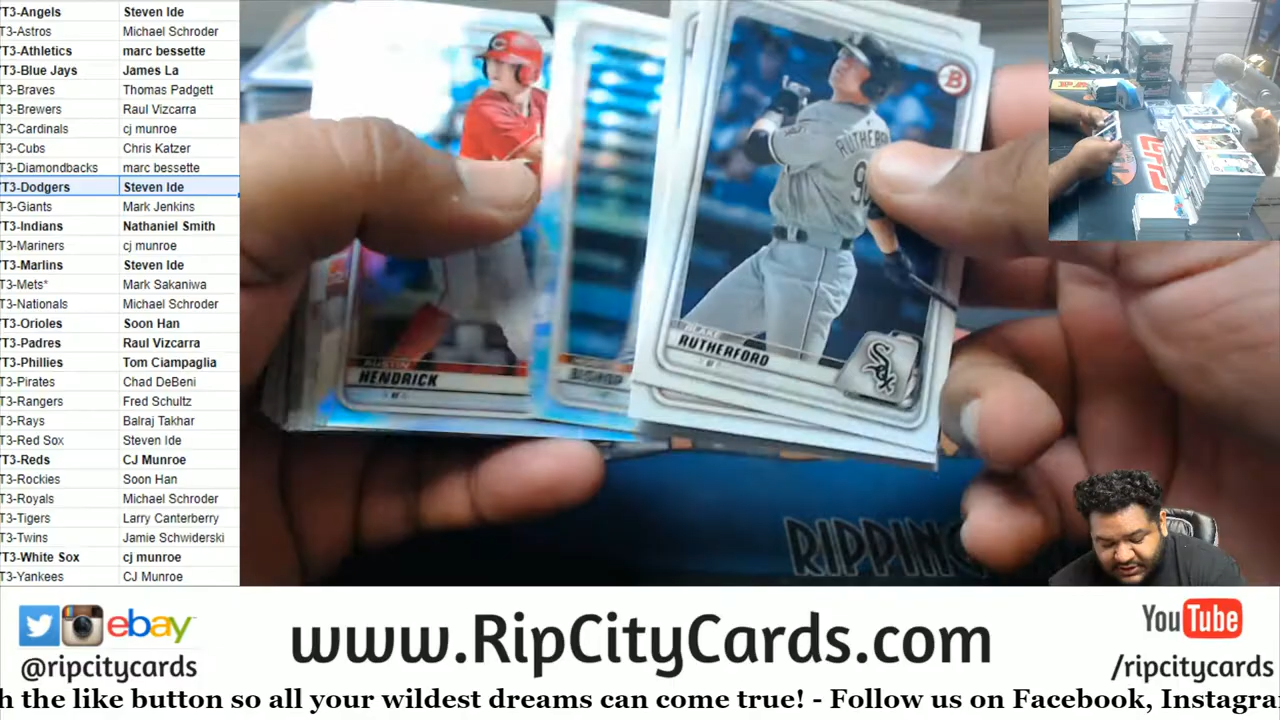 T3-Angels Steven Ide
T3-Astros Michael Schroder
T3-Athletics marc bessette
T3-Blue Jays James La
T3-Braves Thomas Padgett
T3-Brewers Raul Vizcarra
T3-Cardinals cj munroe
T3-Cubs Chris Katzer
T3-Diamondbacks marc bessette
T3-Dodgers Steven Ide
T3-Giants Mark Jenkins
T3-Indians Nathaniel Smith
T3-Mariners cj munroe
T3-Marlins Steven Ide
T3-Mets* Mark Sakaniwa
T3-Nationals Michael Schroder
T3-Orioles Soon Han
T3-Padres Raul Vizcarra
T3-Phillies Tom Ciampaglia
T3-Pirates Chad DeBeni
T3-Rangers Fred Schultz
T3-Rays Balraj Takhar
T3-Red Sox Steven Ide
T3-Reds CJ Munroe
T3-Rockies Soon Han
T3-Royals Michael Schroder
T3-Tigers Larry Canterberry
T3-Twins Jamie Schwiderski
T3-White Sox cj munroe
T3-Yankees CJ Munroe
AUSTIN
HENDRICK
BISHOP
B
RUTHERF
BLAKE
RUTHERFORD
SOX
RIPPING
ebay
@ripcitycards
www.RipCityCards.com
YouTube
/ripcitycards
h the like button so all your wildest dreams can come true! - Follow us on Facebook, Instagra